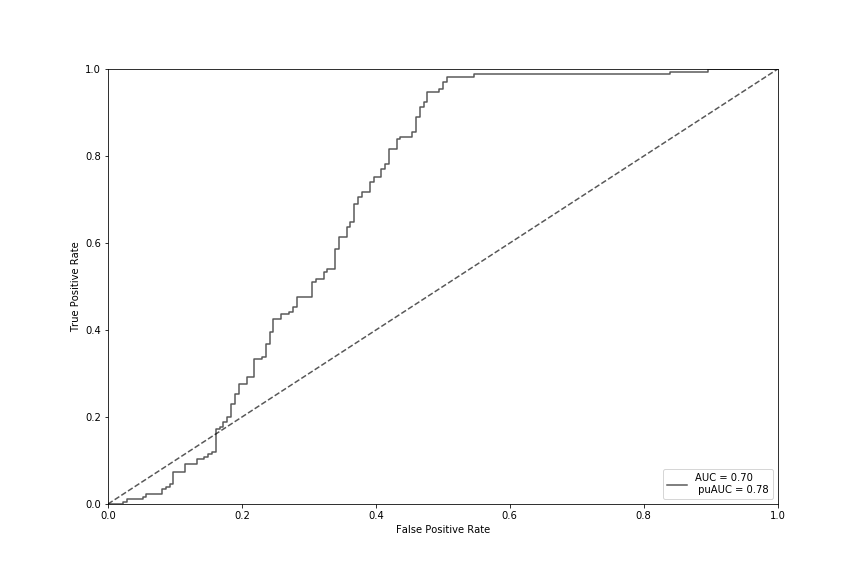 1.0
0.8
0.6
0.4
0.2
0.0
True Positive Rate
0.0 0.2 0.4 0.6 0.8 1.0
False Positive Rate
AUC = 0.70
puAUC = 0.78